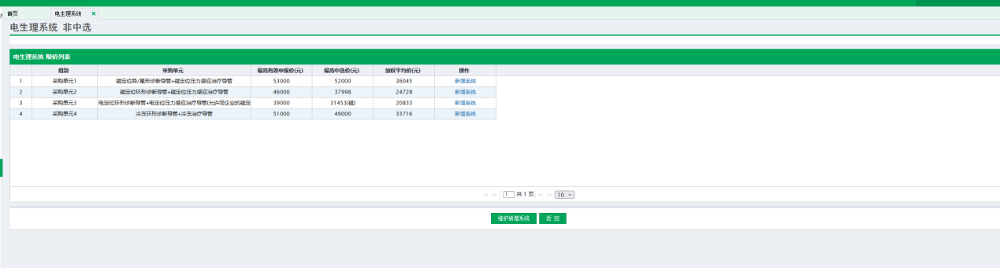 首页 电生理系统 ×
电生理系统 非中选
电生理系统 限价列表
组别 采购单元 最高有效申报价(元) 最高中选价(元) 加权平均价(元) 操作
1 采购单元1 磁定位异/星形诊断导管+磁定位压力感应治疗导管 53000 52000 36045 新增系统
2 采购单元2 磁定位环形诊断导管+磁定位压力感应治疗导管 46000 37998 24728 新增系统
3 采购单元3 电定位环形诊断导管+电定位压力感应治疗导管(允许同企业的磁定 39000 31453(磁) 20833 新增系统
4 采购单元4 冷冻环形诊断导管+冷冻治疗导管 51000 49000 33716 新增系统
1 共 1 页 10
维护新增系统 返 回